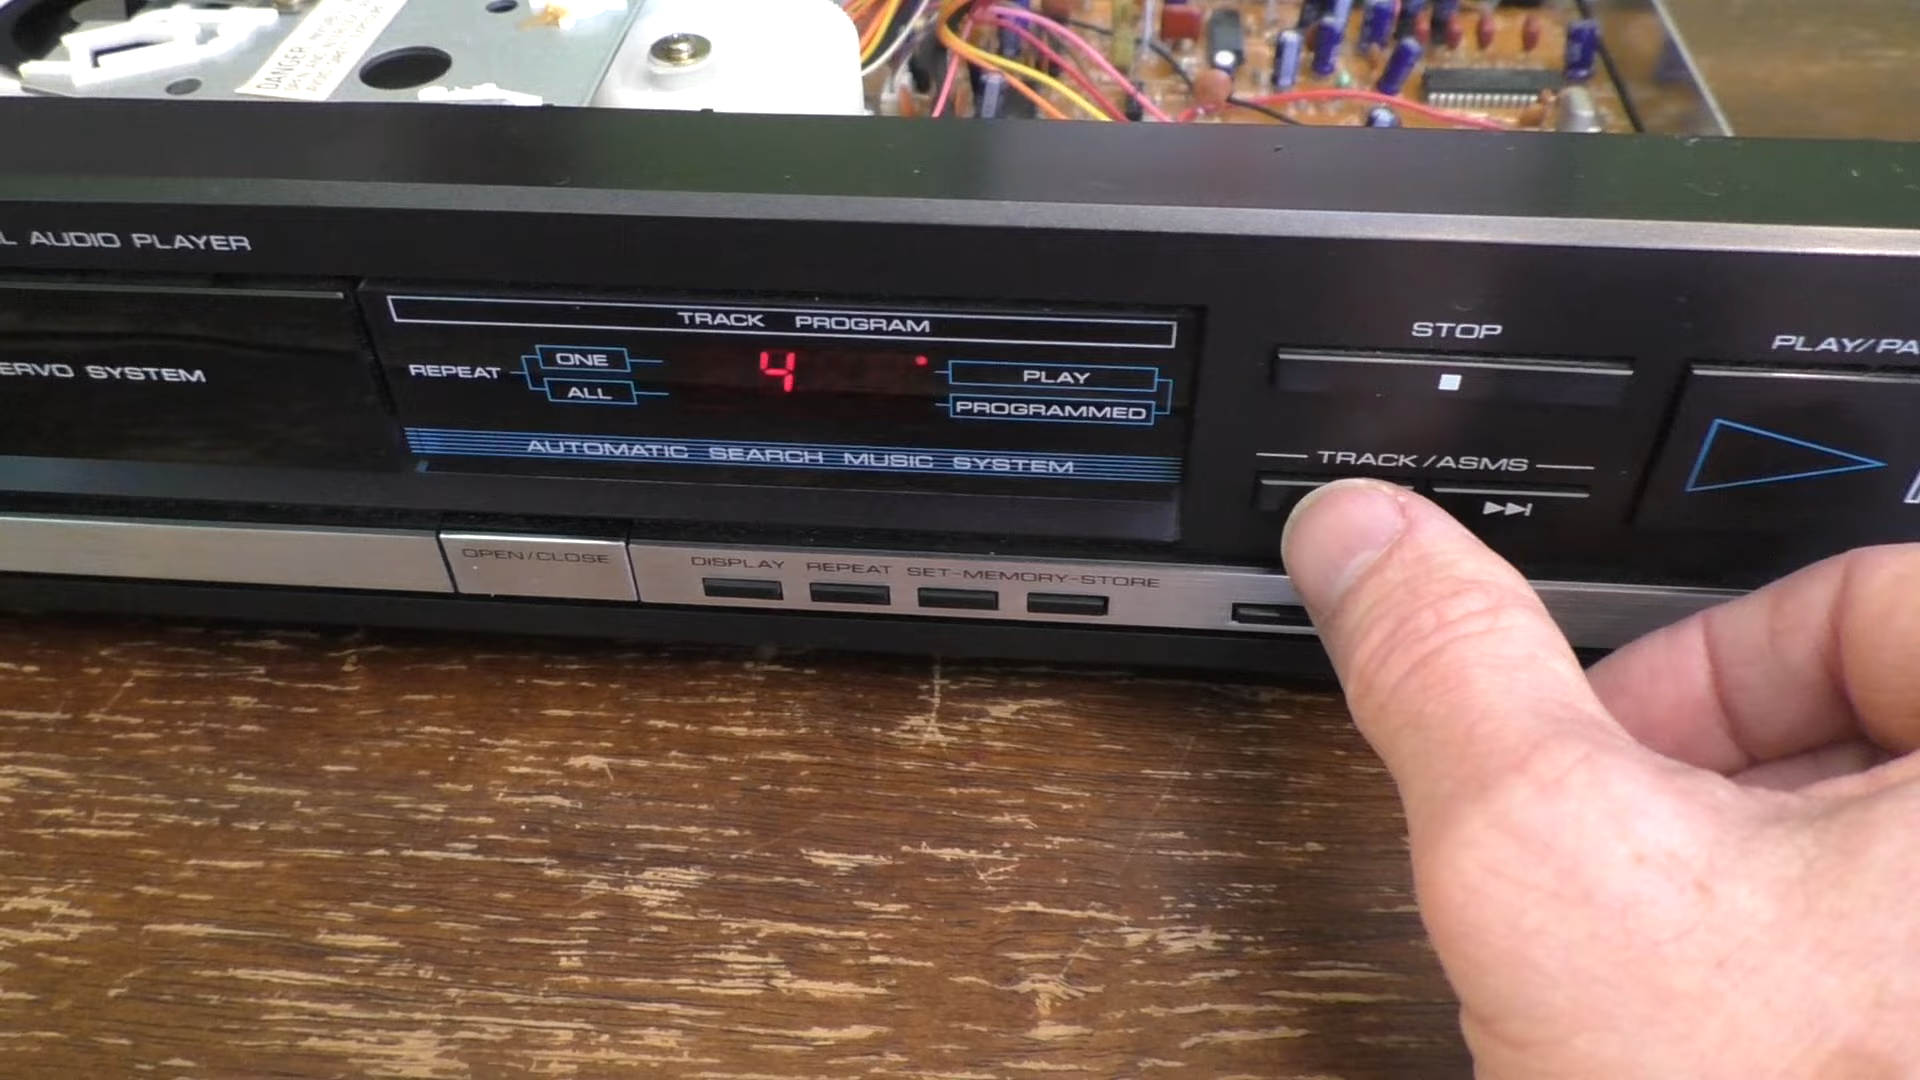 DANGER
L AUDIO PLAYER
TRACK PROGRAM
REPEAT
ONE
ALL
4
PLAY
PROGRAMMED
ERVO SYSTEM
AUTOMATIC SEARCH MUSIC SYSTEM
STOP
PLAY/PA
TRACK/ASMS
OPEN/CLOSE
DISPLAY REPEAT SET-MEMORY-STORE